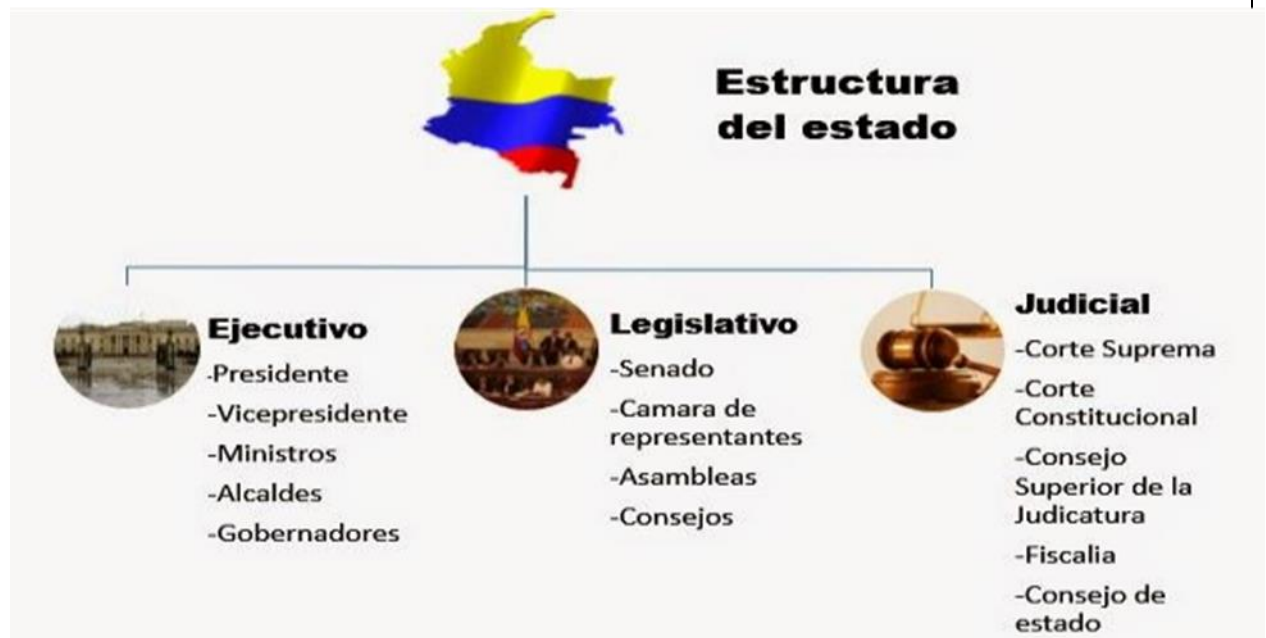 Estructura
del estado
Ejecutivo
-Presidente
-Vicepresidente
-Ministros
-Alcaldes
-Gobernadores
Legislativo
-Senado
-Camara de
representantes
-Asambleas
-Consejos
Judicial
-Corte Suprema
-Corte
Constitucional
-Consejo
Superior de la
Judicatura
-Fiscalia
-Consejo de
estado